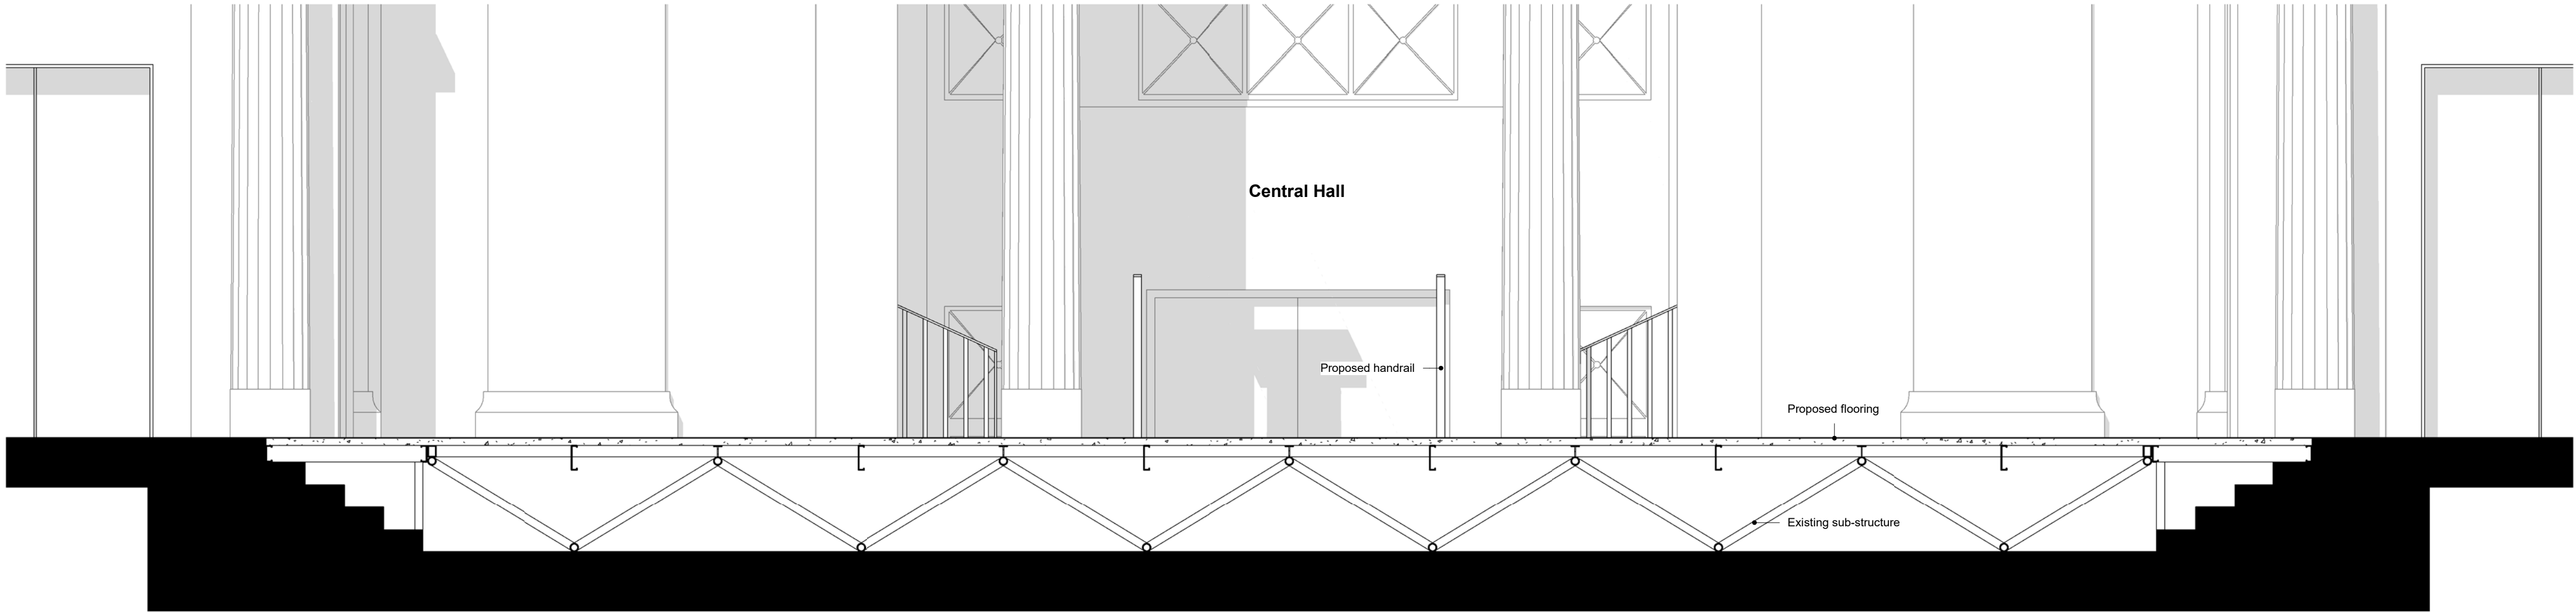 Central Hall
Proposed handrail
Proposed flooring
Existing sub-structure